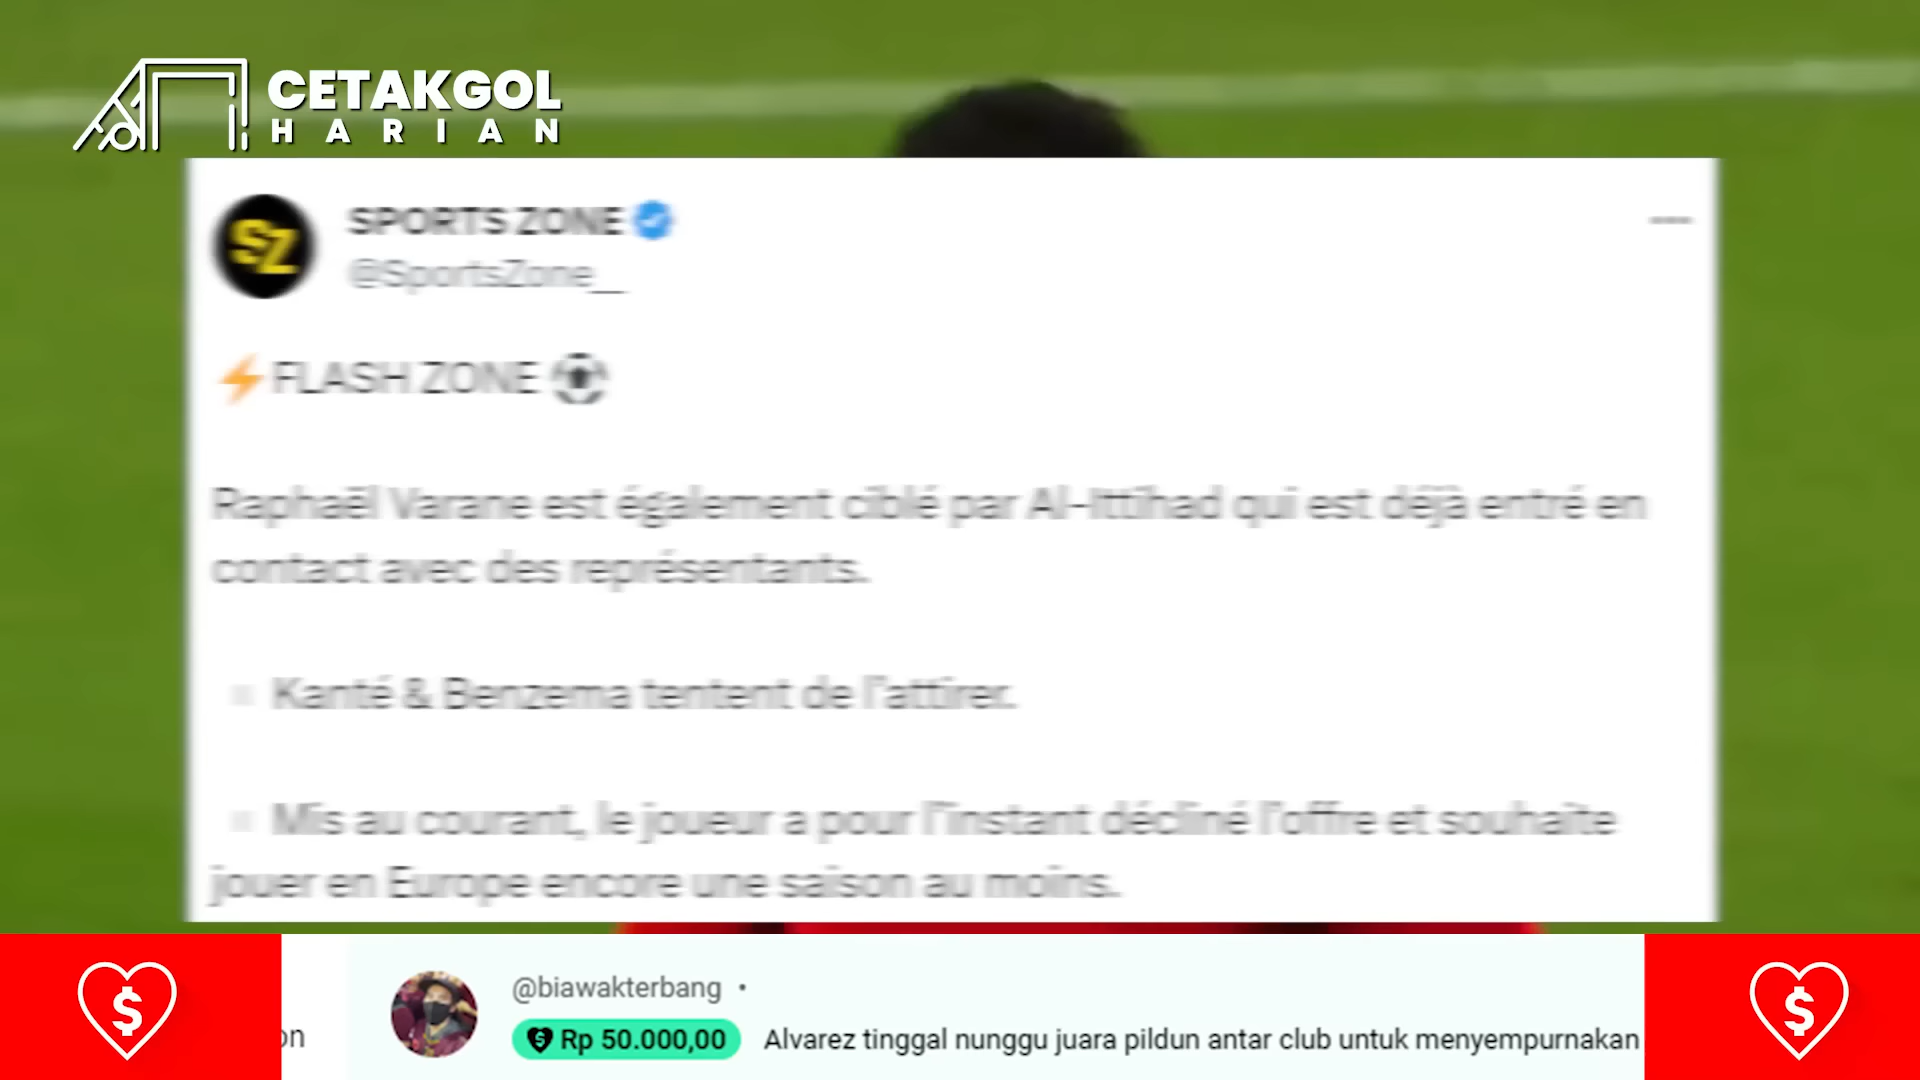 CETAKGOL
HARIAN
SZ
SPORTS ZONE
@SportsZone__
⚡FLASH ZONE ⚽
Raphaël Varane est également ciblé par Al-Ittihad qui est déjà entré en
contact avec des représentants.
▫️Kanté & Benzema tentent de l'attirer.
▫️Mis au courant, le joueur a pour l'instant décliné l'offre et souhaite
jouer en Europe encore une saison au moins.
on
@biawakterbang •
Rp 50.000,00 Alvarez tinggal nunggu juara pildun antar club untuk menyempurnakan